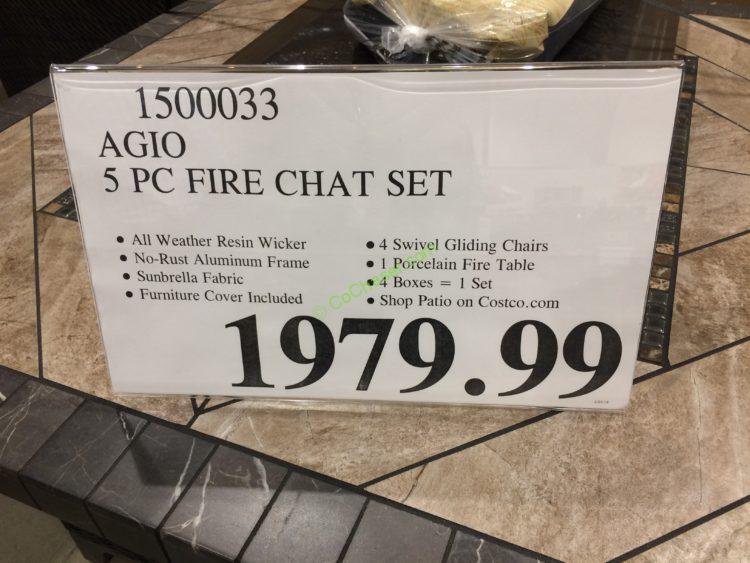 1500033
AGIO
5 PC FIRE CHAT SET
• All Weather Resin Wicker
• No-Rust Aluminum Frame
• Sunbrella Fabric
• Furniture Cover Included
• 4 Swivel Gliding Chairs
• 1 Porcelain Fire Table
• 4 Boxes = 1 Set
• Shop Patio on Costco.com
1979.99